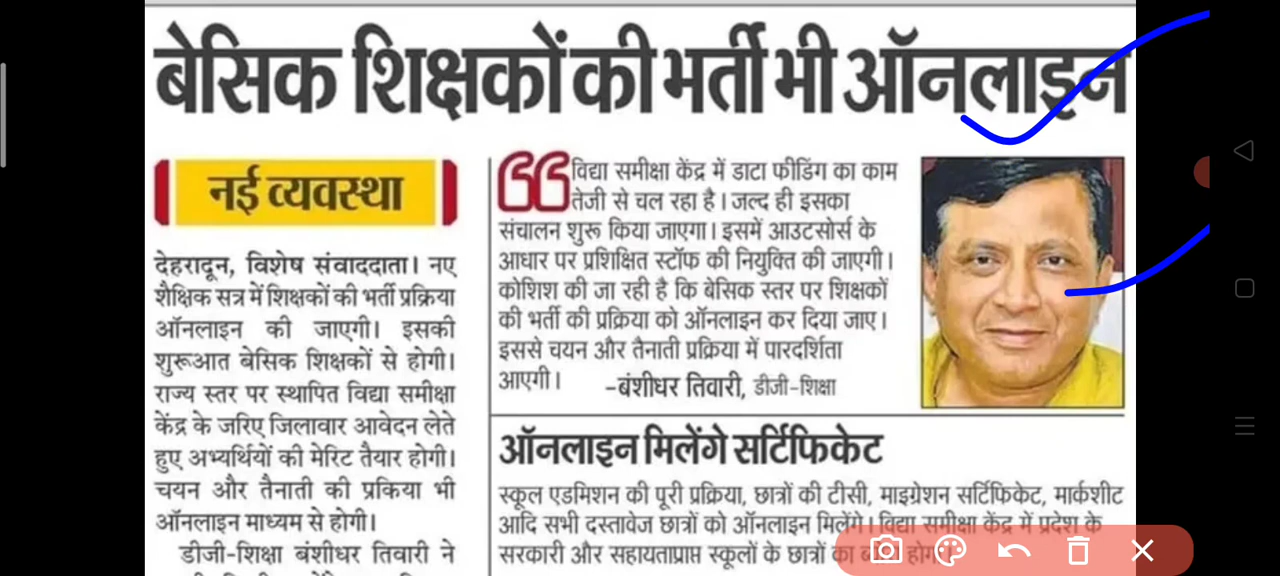 बेसिक शिक्षकों की भर्ती भी ऑनलाइन
नई व्यवस्था
देहरादून, विशेष संवाददाता। नए
शैक्षिक सत्र में शिक्षकों की भर्ती प्रक्रिया
ऑनलाइन की जाएगी। इसकी
शुरूआत बेसिक शिक्षकों से होगी।
राज्य स्तर पर स्थापित विद्या समीक्षा
केंद्र के जरिए जिलावार आवेदन लेते
हुए अभ्यर्थियों की मेरिट तैयार होगी।
चयन और तैनाती की प्रकिया भी
ऑनलाइन माध्यम से होगी।
डीजी-शिक्षा बंशीधर तिवारी ने
विद्या समीक्षा केंद्र में डाटा फीडिंग का काम
तेजी से चल रहा है। जल्द ही इसका
संचालन शुरू किया जाएगा। इसमें आउटसोर्स के
आधार पर प्रशिक्षित स्टॉफ की नियुक्ति की जाएगी।
कोशिश की जा रही है कि बेसिक स्तर पर शिक्षकों
की भर्ती की प्रक्रिया को ऑनलाइन कर दिया जाए।
इससे चयन और तैनाती प्रक्रिया में पारदर्शिता
आएगी। -बंशीधर तिवारी, डीजी-शिक्षा
ऑनलाइन मिलेंगे सर्टिफिकेट
स्कूल एडमिशन की पूरी प्रक्रिया, छात्रों की टीसी, माइग्रेशन सर्टिफिकेट, मार्कशीट
आदि सभी दस्तावेज छात्रों को ऑनलाइन मिलेंगे। विद्या समीक्षा केंद्र में प्रदेश के
सरकारी और सहायताप्राप्त स्कूलों के छात्रों का